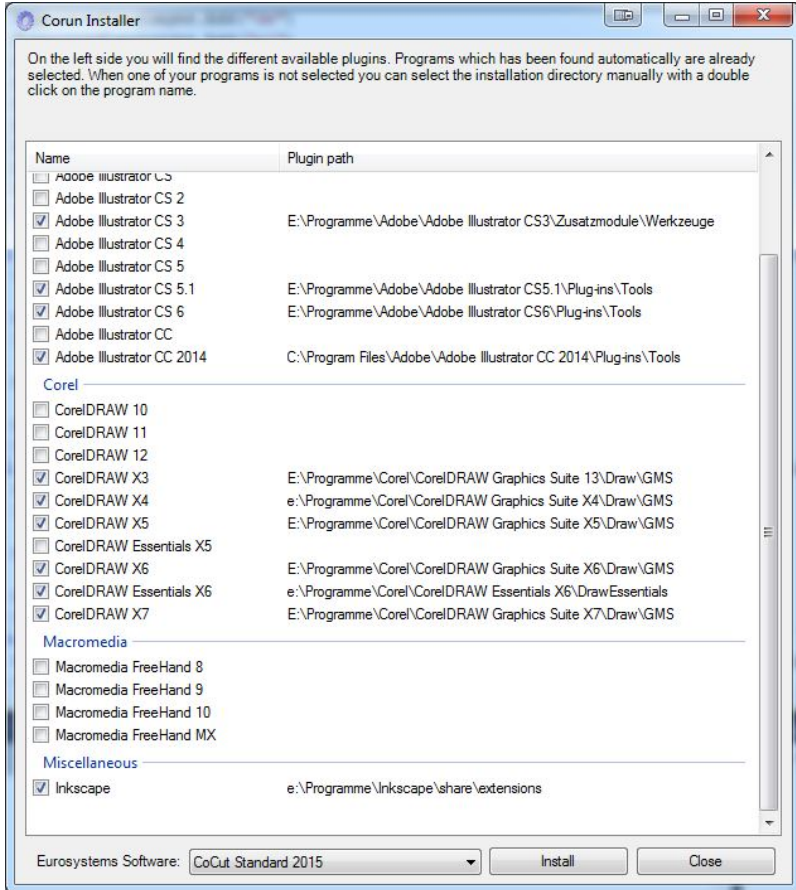 Corun Installer
On the left side you will find the different available plugins. Programs which has been found automatically are already
selected. When one of your programs is not selected you can select the installation directory manually with a double
click on the program name.
Name Plugin path
Adobe Illustrator CS
Adobe Illustrator CS 2
Adobe Illustrator CS 3 E:\Programme\Adobe\Adobe Illustrator CS3\Zusatzmodule\Werkzeuge
Adobe Illustrator CS 4
Adobe Illustrator CS 5
Adobe Illustrator CS 5.1 E:\Programme\Adobe\Adobe Illustrator CS5.1\Plug-ins\Tools
Adobe Illustrator CS 6 E:\Programme\Adobe\Adobe Illustrator CS6\Plug-ins\Tools
Adobe Illustrator CC
Adobe Illustrator CC 2014 C:\Program Files\Adobe\Adobe Illustrator CC 2014\Plug-ins\Tools
Corel
CorelDRAW 10
CorelDRAW 11
CorelDRAW 12
CorelDRAW X3 E:\Programme\Corel\CorelDRAW Graphics Suite 13\Draw\GMS
CorelDRAW X4 e:\Programme\Corel\CorelDRAW Graphics Suite X4\Draw\GMS
CorelDRAW X5 E:\Programme\Corel\CorelDRAW Graphics Suite X5\Draw\GMS
CorelDRAW Essentials X5
CorelDRAW X6 E:\Programme\Corel\CorelDRAW Graphics Suite X6\Draw\GMS
CorelDRAW Essentials X6 e:\Programme\Corel\CorelDRAW Essentials X6\DrawEssentials
CorelDRAW X7 E:\Programme\Corel\CorelDRAW Graphics Suite X7\Draw\GMS
Macromedia
Macromedia FreeHand 8
Macromedia FreeHand 9
Macromedia FreeHand 10
Macromedia FreeHand MX
Miscellaneous
Inkscape e:\Programme\Inkscape\share\extensions
Eurosystems Software: CoCut Standard 2015 Install Close